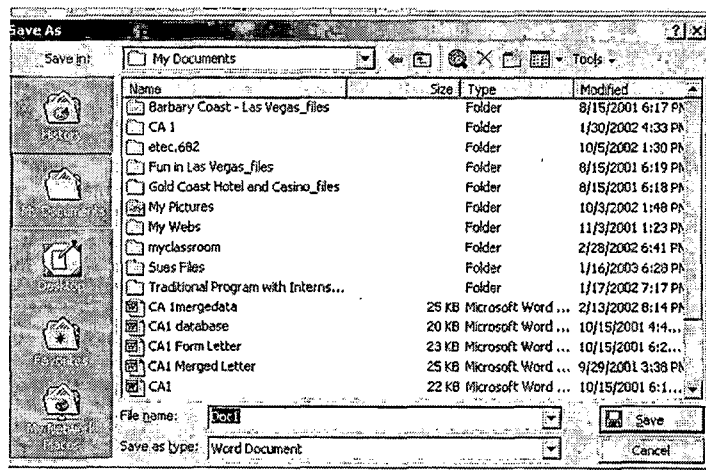 Save As
Save in: My Documents Tools
Name Size Type Modified
Barbary Coast - Las Vegas_files Folder 8/15/2001 6:17 PM
CA 1 Folder 1/30/2002 4:33 PM
etec.682 Folder 10/5/2002 1:30 PM
Fun in Las Vegas_files Folder 8/15/2001 6:19 PM
Gold Coast Hotel and Casino_files Folder 8/15/2001 6:18 PM
My Pictures Folder 10/3/2002 1:48 PM
My Webs Folder 11/3/2001 1:23 PM
myclassroom Folder 2/28/2002 6:41 PM
Sues Files Folder 1/16/2003 6:28 PM
Traditional Program with Interns... Folder 1/17/2002 7:17 PM
CA 1mergedata 25 KB Microsoft Word ... 2/13/2002 8:14 PM
CA1 database 20 KB Microsoft Word ... 10/15/2001 4:4...
CA1 Form Letter 23 KB Microsoft Word ... 10/15/2001 6:2...
CA1 Merged Letter 25 KB Microsoft Word ... 9/29/2001 3:38 PM
CA1 22 KB Microsoft Word ... 10/15/2001 6:1...
History
My Documents
Desktop
Favorites
My Network
Places
File name: Doc1 Save
Save as type: Word Document Cancel